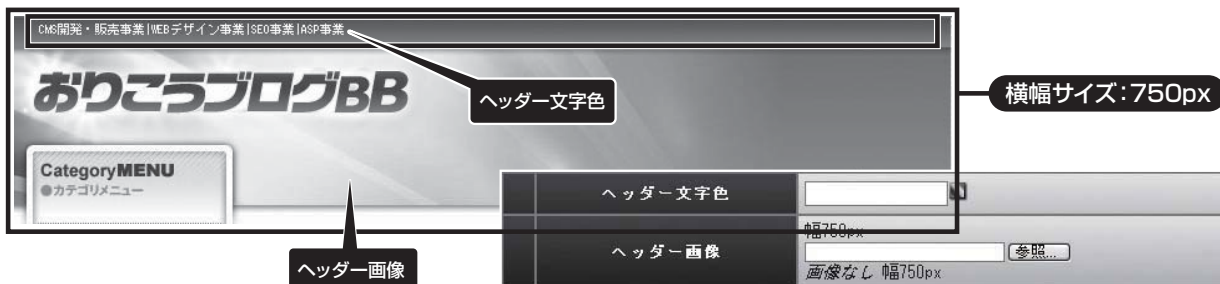 CMS開発・販売事業|WEBデザイン事業|SEO事業|ASP事業
おりこうブログBB
ヘッダー文字色
横幅サイズ：750px
CategoryMENU
●カテゴリメニュー
ヘッダー文字色
幅750px
ヘッダー画像
参照...
画像なし 幅750px
ヘッダー画像